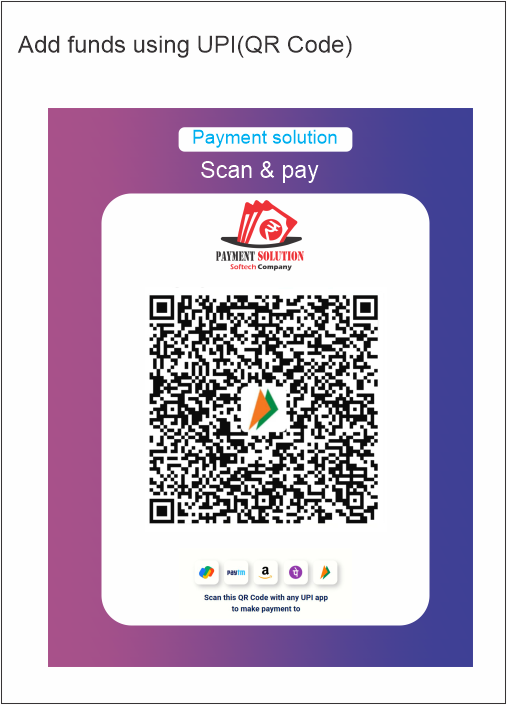 Add funds using UPI(QR Code)
Payment solution
Scan & pay
PAYMENT SOLUTION
Softech Company
Paytm
a
पे
Scan this QR Code with any UPI app
to make payment to